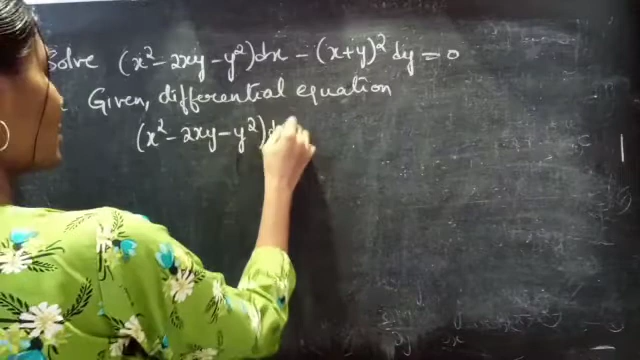 Solve (x² - 2xy - y²)dx - (x+y)² dy = 0
Given, differential equation
(x² - 2xy - y²)d